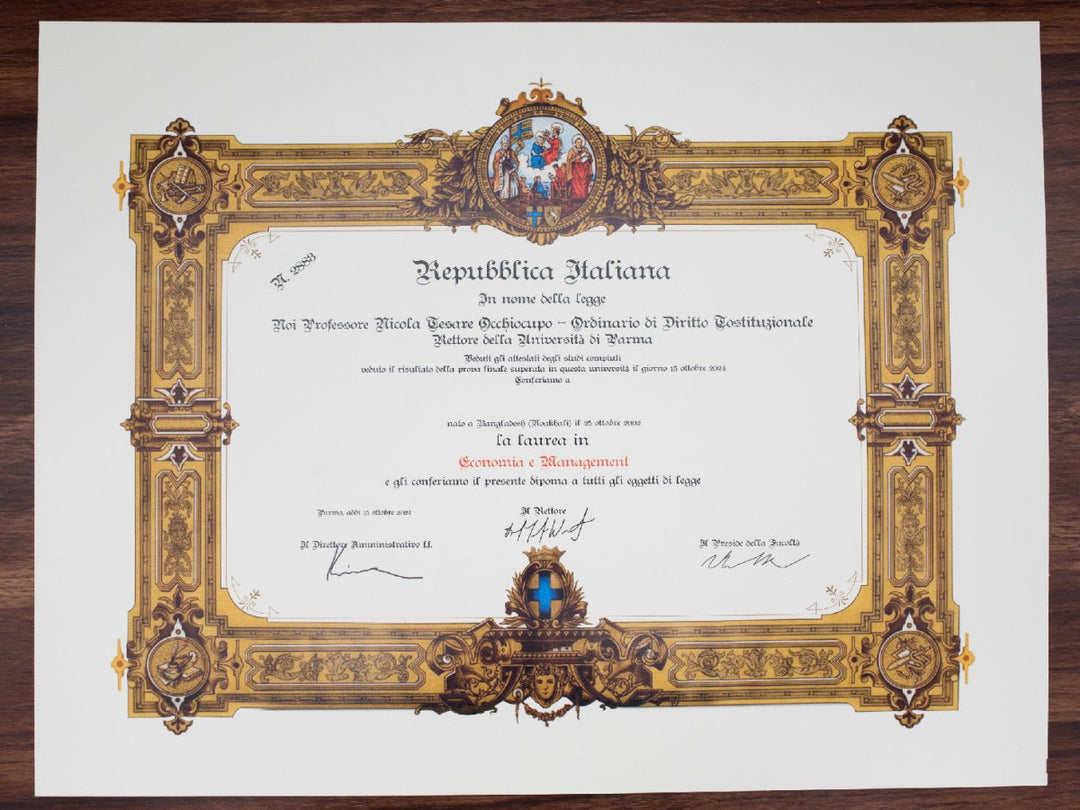 N. 2883
Repubblica Italiana
In nome della legge
Noi Professore Nicola Cesare Occhiocupo – Ordinario di Diritto Costituzionale
Rettore della Università di Parma
Veduti gli attestati degli studi compiuti
veduto il risultato della prova finale superata in questa università il giorno 15 ottobre 2024
Conferiamo a
nato a Bangladesh (Noakhali) il 25 ottobre 2002
la laurea in
Economia e Management
e gli conferiamo il presente dipoma a tutti gli eggetti di legge
Parma, addì 15 ottobre 2024
Il Rettore
Il Direttore Amministrativo f.f.
Il Preside della Facoltà